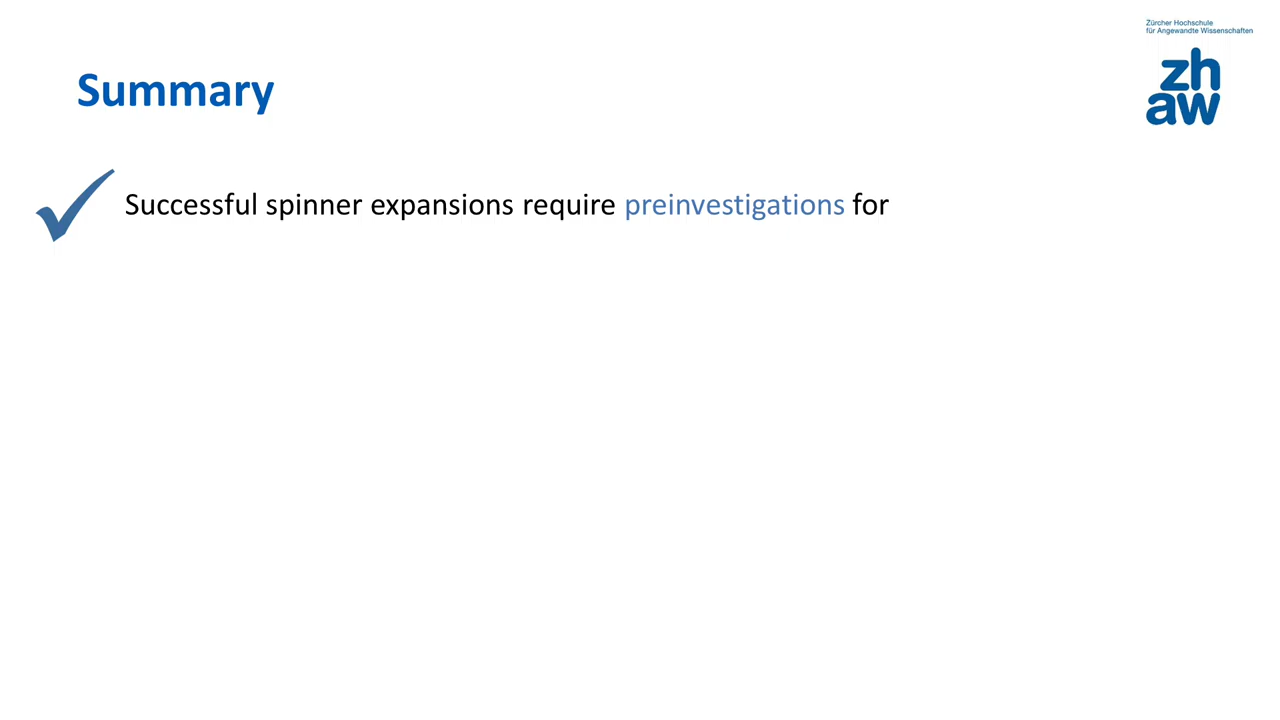 Zürcher Hochschule
für Angewandte Wissenschaften
zh
aw
Summary
Successful spinner expansions require preinvestigations for